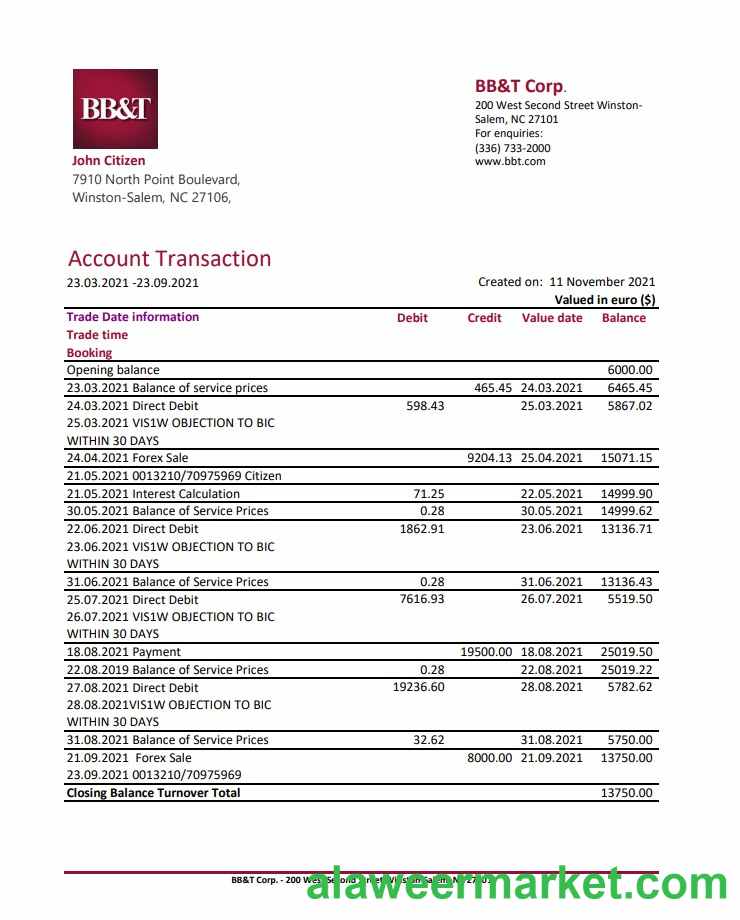 BB&T
BB&T Corp.
200 West Second Street Winston-
Salem, NC 27101
For enquiries:
(336) 733-2000
www.bbt.com
John Citizen
7910 North Point Boulevard,
Winston-Salem, NC 27106,
Account Transaction
23.03.2021 -23.09.2021 Created on: 11 November 2021
Valued in euro ($)
Trade Date information Debit Credit Value date Balance
Trade time
Booking
Opening balance 6000.00
23.03.2021 Balance of service prices 465.45 24.03.2021 6465.45
24.03.2021 Direct Debit 598.43 25.03.2021 5867.02
25.03.2021 VIS1W OBJECTION TO BIC
WITHIN 30 DAYS
24.04.2021 Forex Sale 9204.13 25.04.2021 15071.15
21.05.2021 0013210/70975969 Citizen
21.05.2021 Interest Calculation 71.25 22.05.2021 14999.90
30.05.2021 Balance of Service Prices 0.28 30.05.2021 14999.62
22.06.2021 Direct Debit 1862.91 23.06.2021 13136.71
23.06.2021 VIS1W OBJECTION TO BIC
WITHIN 30 DAYS
31.06.2021 Balance of Service Prices 0.28 31.06.2021 13136.43
25.07.2021 Direct Debit 7616.93 26.07.2021 5519.50
26.07.2021 VIS1W OBJECTION TO BIC
WITHIN 30 DAYS
18.08.2021 Payment 19500.00 18.08.2021 25019.50
22.08.2019 Balance of Service Prices 0.28 22.08.2021 25019.22
27.08.2021 Direct Debit 19236.60 28.08.2021 5782.62
28.08.2021VIS1W OBJECTION TO BIC
WITHIN 30 DAYS
31.08.2021 Balance of Service Prices 32.62 31.08.2021 5750.00
21.09.2021 Forex Sale 8000.00 21.09.2021 13750.00
23.09.2021 0013210/70975969
Closing Balance Turnover Total 13750.00
BB&T Corp. - 200 West Second Street Winston-Salem, NC 27101
alaweermarket.com